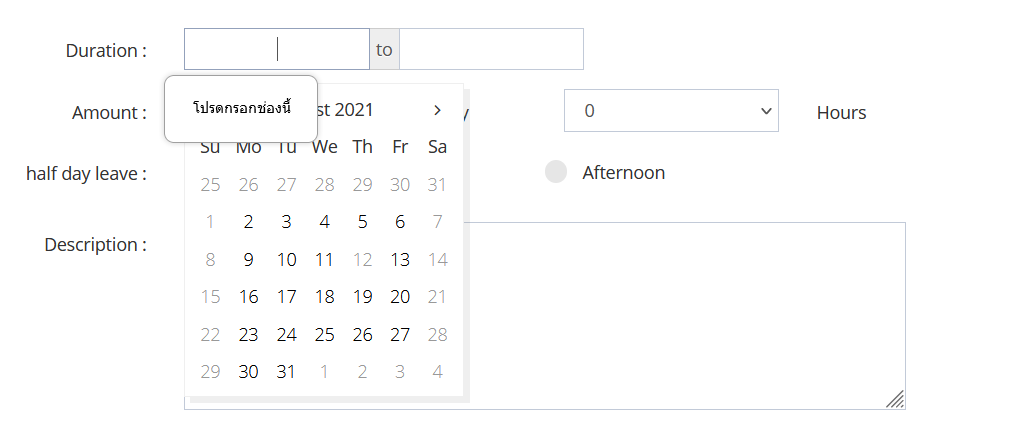 Duration :
to
โปรดกรอกช่องนี้
st 2021
Amount :
y
0
Hours
Su Mo Tu We Th Fr Sa
half day leave :
Afternoon
25 26 27 28 29 30 31
1 2 3 4 5 6 7
Description :
8 9 10 11 12 13 14
15 16 17 18 19 20 21
22 23 24 25 26 27 28
29 30 31 1 2 3 4